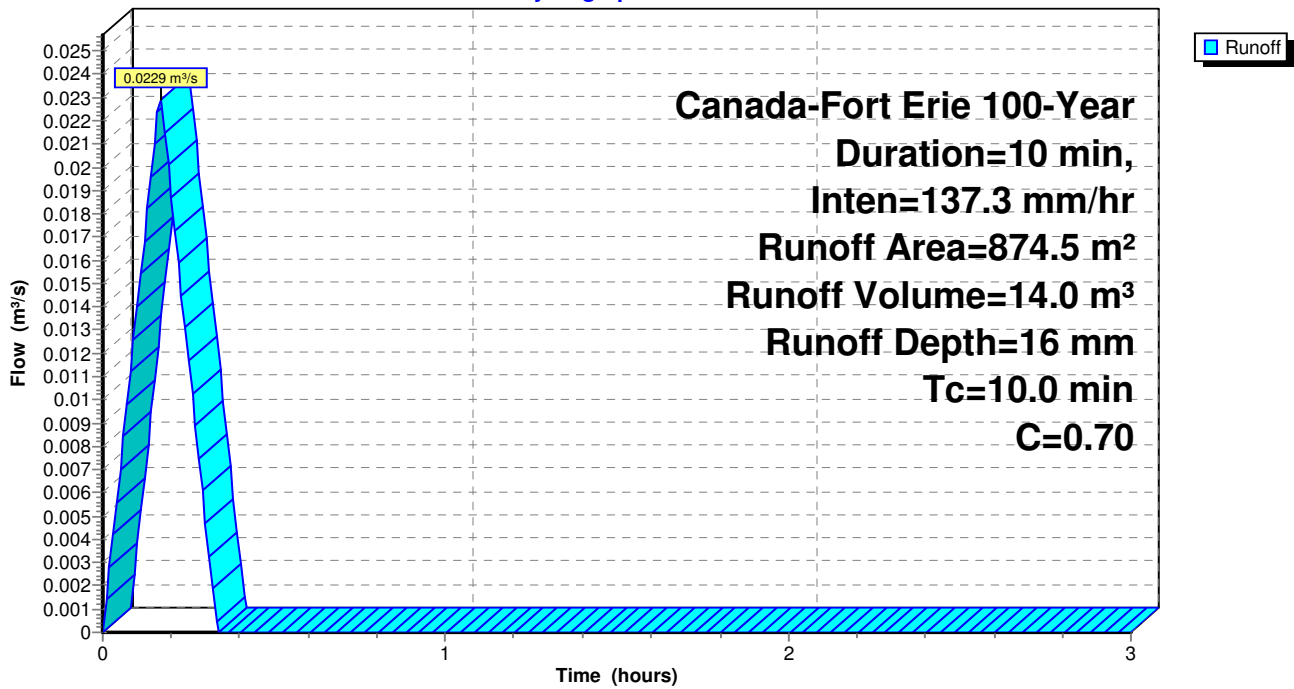 Runoff
0.0229 m³/s
Canada-Fort Erie 100-Year
Duration=10 min,
Inten=137.3 mm/hr
Runoff Area=874.5 m²
Runoff Volume=14.0 m³
Runoff Depth=16 mm
Tc=10.0 min
C=0.70
Flow (m³/s)
0.025
0.024
0.023
0.022
0.021
0.02
0.019
0.018
0.017
0.016
0.015
0.014
0.013
0.012
0.011
0.01
0.009
0.008
0.007
0.006
0.005
0.004
0.003
0.002
0.001
0
0 1 2 3
Time (hours)